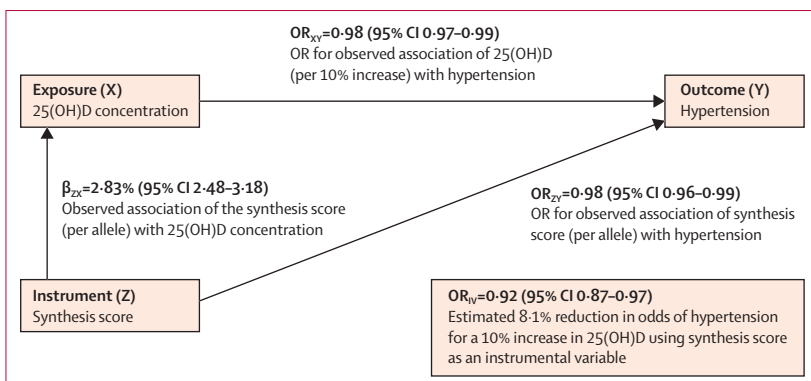 OR_XY=0·98 (95% CI 0·97–0·99)
OR for observed association of 25(OH)D
(per 10% increase) with hypertension
Exposure (X)
25(OH)D concentration
Outcome (Y)
Hypertension
β_ZX=2·83% (95% CI 2·48–3·18)
Observed association of the synthesis score
(per allele) with 25(OH)D concentration
OR_ZY=0·98 (95% CI 0·96–0·99)
OR for observed association of synthesis
score (per allele) with hypertension
Instrument (Z)
Synthesis score
OR_IV=0·92 (95% CI 0·87–0·97)
Estimated 8·1% reduction in odds of hypertension
for a 10% increase in 25(OH)D using synthesis score
as an instrumental variable